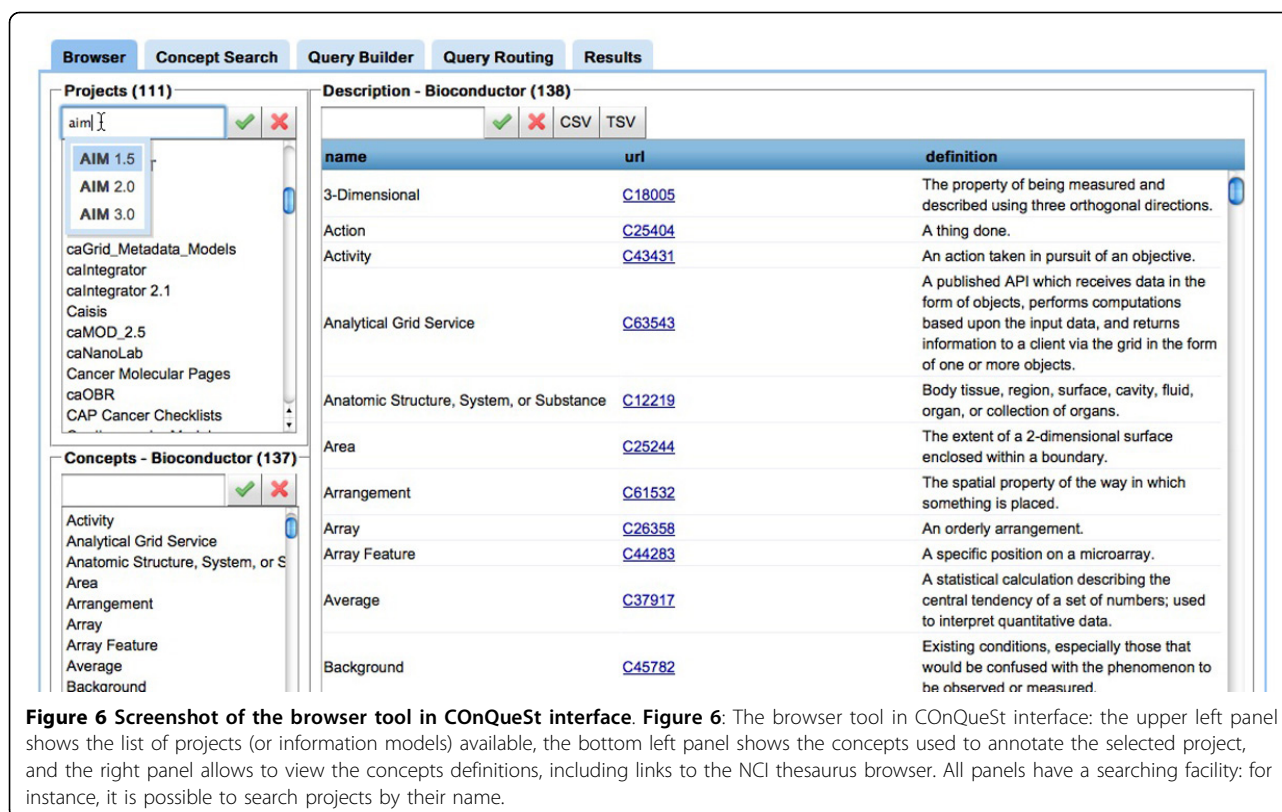 Browser Concept Search Query Builder Query Routing Results
Projects (111)
aim
AIM 1.5
AIM 2.0
AIM 3.0
caGrid_Metadata_Models
caIntegrator
caIntegrator 2.1
Caisis
caMOD_2.5
caNanoLab
Cancer Molecular Pages
caOBR
CAP Cancer Checklists
Concepts - Bioconductor (137)
Activity
Analytical Grid Service
Anatomic Structure, System, or S
Area
Arrangement
Array
Array Feature
Average
Background
Description - Bioconductor (138)
CSV TSV
name url definition
3-Dimensional C18005 The property of being measured and
described using three orthogonal directions.
Action C25404 A thing done.
Activity C43431 An action taken in pursuit of an objective.
A published API which receives data in the
form of objects, performs computations
Analytical Grid Service C63543 based upon the input data, and returns
information to a client via the grid in the form
of one or more objects.
Anatomic Structure, System, or Substance C12219 Body tissue, region, surface, cavity, fluid,
organ, or collection of organs.
Area C25244 The extent of a 2-dimensional surface
enclosed within a boundary.
Arrangement C61532 The spatial property of the way in which
something is placed.
Array C26358 An orderly arrangement.
Array Feature C44283 A specific position on a microarray.
A statistical calculation describing the
Average C37917 central tendency of a set of numbers; used
to interpret quantitative data.
Existing conditions, especially those that
Background C45782 would be confused with the phenomenon to
be observed or measured.
Figure 6 Screenshot of the browser tool in COnQueSt interface. Figure 6: The browser tool in COnQueSt interface: the upper left panel
shows the list of projects (or information models) available, the bottom left panel shows the concepts used to annotate the selected project,
and the right panel allows to view the concepts definitions, including links to the NCI thesaurus browser. All panels have a searching facility: for
instance, it is possible to search projects by their name.